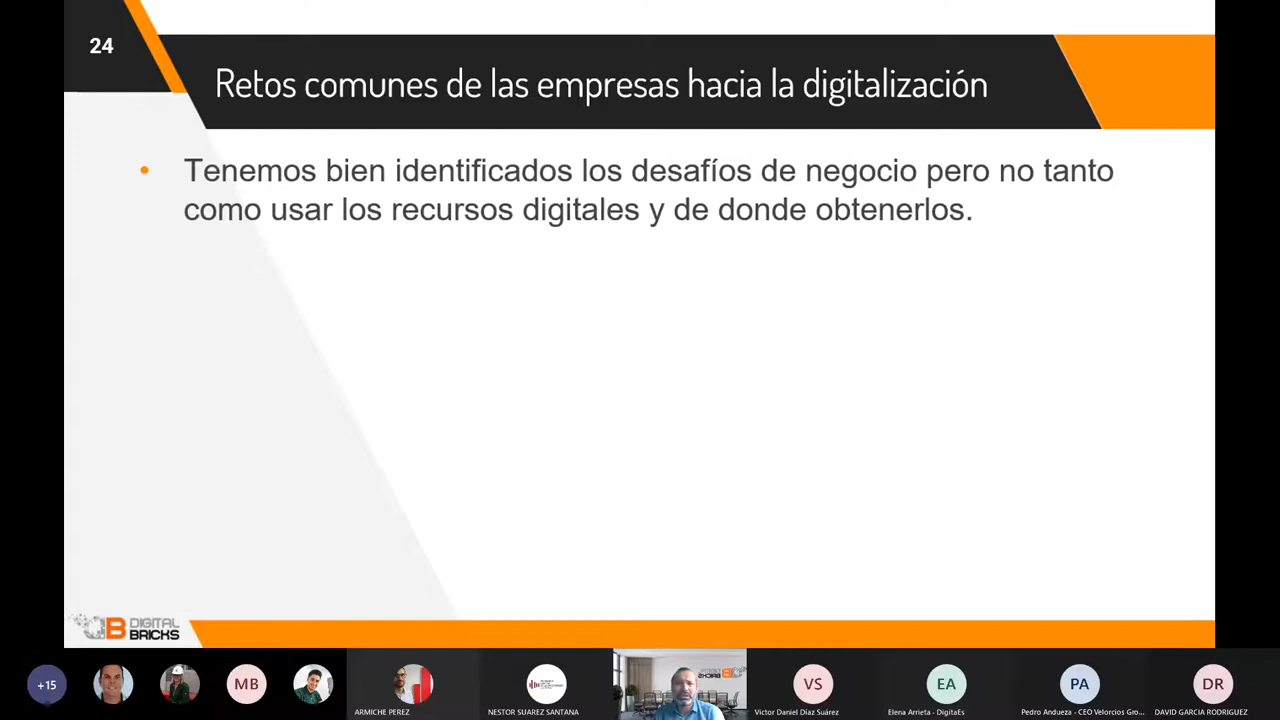 24
Retos comunes de las empresas hacia la digitalización
• Tenemos bien identificados los desafíos de negocio pero no tanto
como usar los recursos digitales y de donde obtenerlos.
DIGITAL
BRICKS
+15
MB
ARMICHE PEREZ
NESTOR SUAREZ SANTANA
VS
Victor Daniel Díaz Suárez
EA
Elena Arrieta - DigitalEs
PA
Pedro Andueza - CEO Velorcios Gro...
DR
DAVID GARCIA RODRIGUEZ